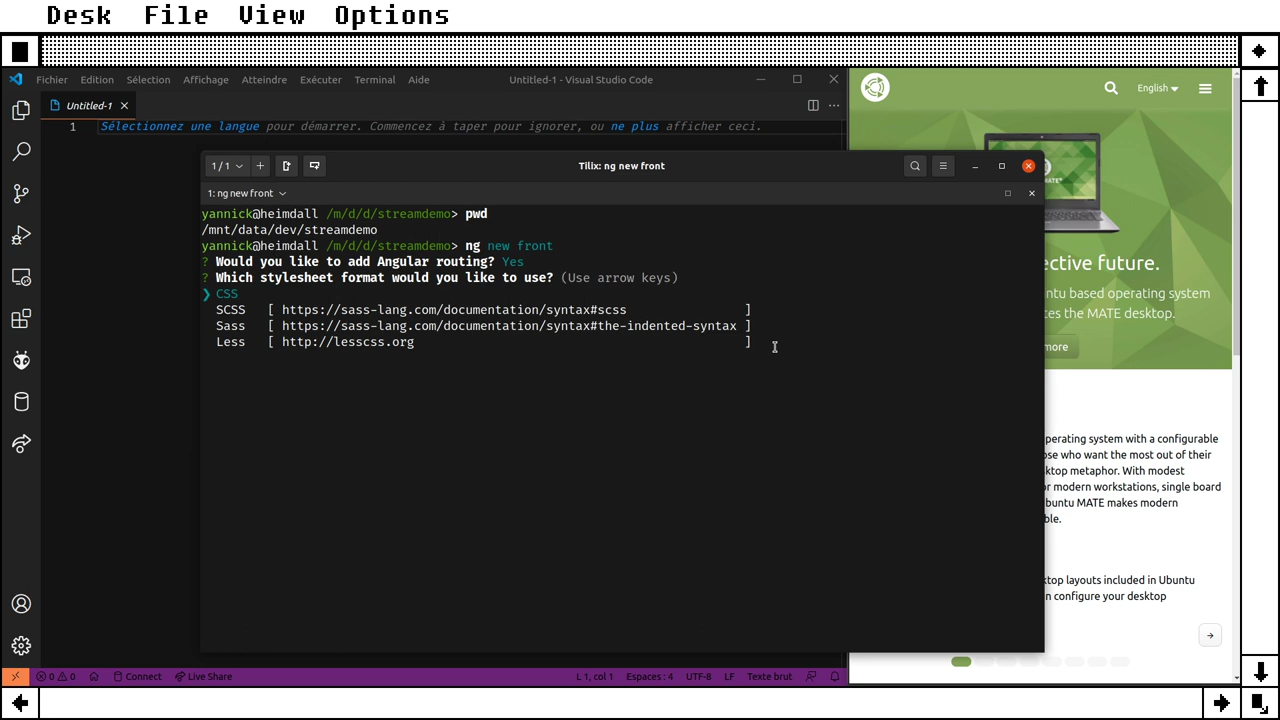 Desk File View Options
Fichier Edition Sélection Affichage Atteindre Exécuter Terminal Aide Untitled-1 - Visual Studio Code
Untitled-1
1 Sélectionnez une langue pour démarrer. Commencez à taper pour ignorer, ou ne plus afficher ceci.
English
1 / 1 Tilix: ng new front
1: ng new front
yannick@heimdall /m/d/d/streamdemo> pwd
/mnt/data/dev/streamdemo
yannick@heimdall /m/d/d/streamdemo> ng new front
? Would you like to add Angular routing? Yes
? Which stylesheet format would you like to use? (Use arrow keys)
❯ CSS
SCSS [ https://sass-lang.com/documentation/syntax#scss ]
Sass [ https://sass-lang.com/documentation/syntax#the-indented-syntax ]
Less [ http://lesscss.org ]
MATE
ective future.
ntu based operating system
es the MATE desktop.
more
perating system with a configurable
ose who want the most out of their
ktop metaphor. With modest
or modern workstations, single board
buntu MATE makes modern
ble.
ktop layouts included in Ubuntu
n configure your desktop
0 0 Connect Live Share L 1, col 1 Espaces : 4 UTF-8 LF Texte brut